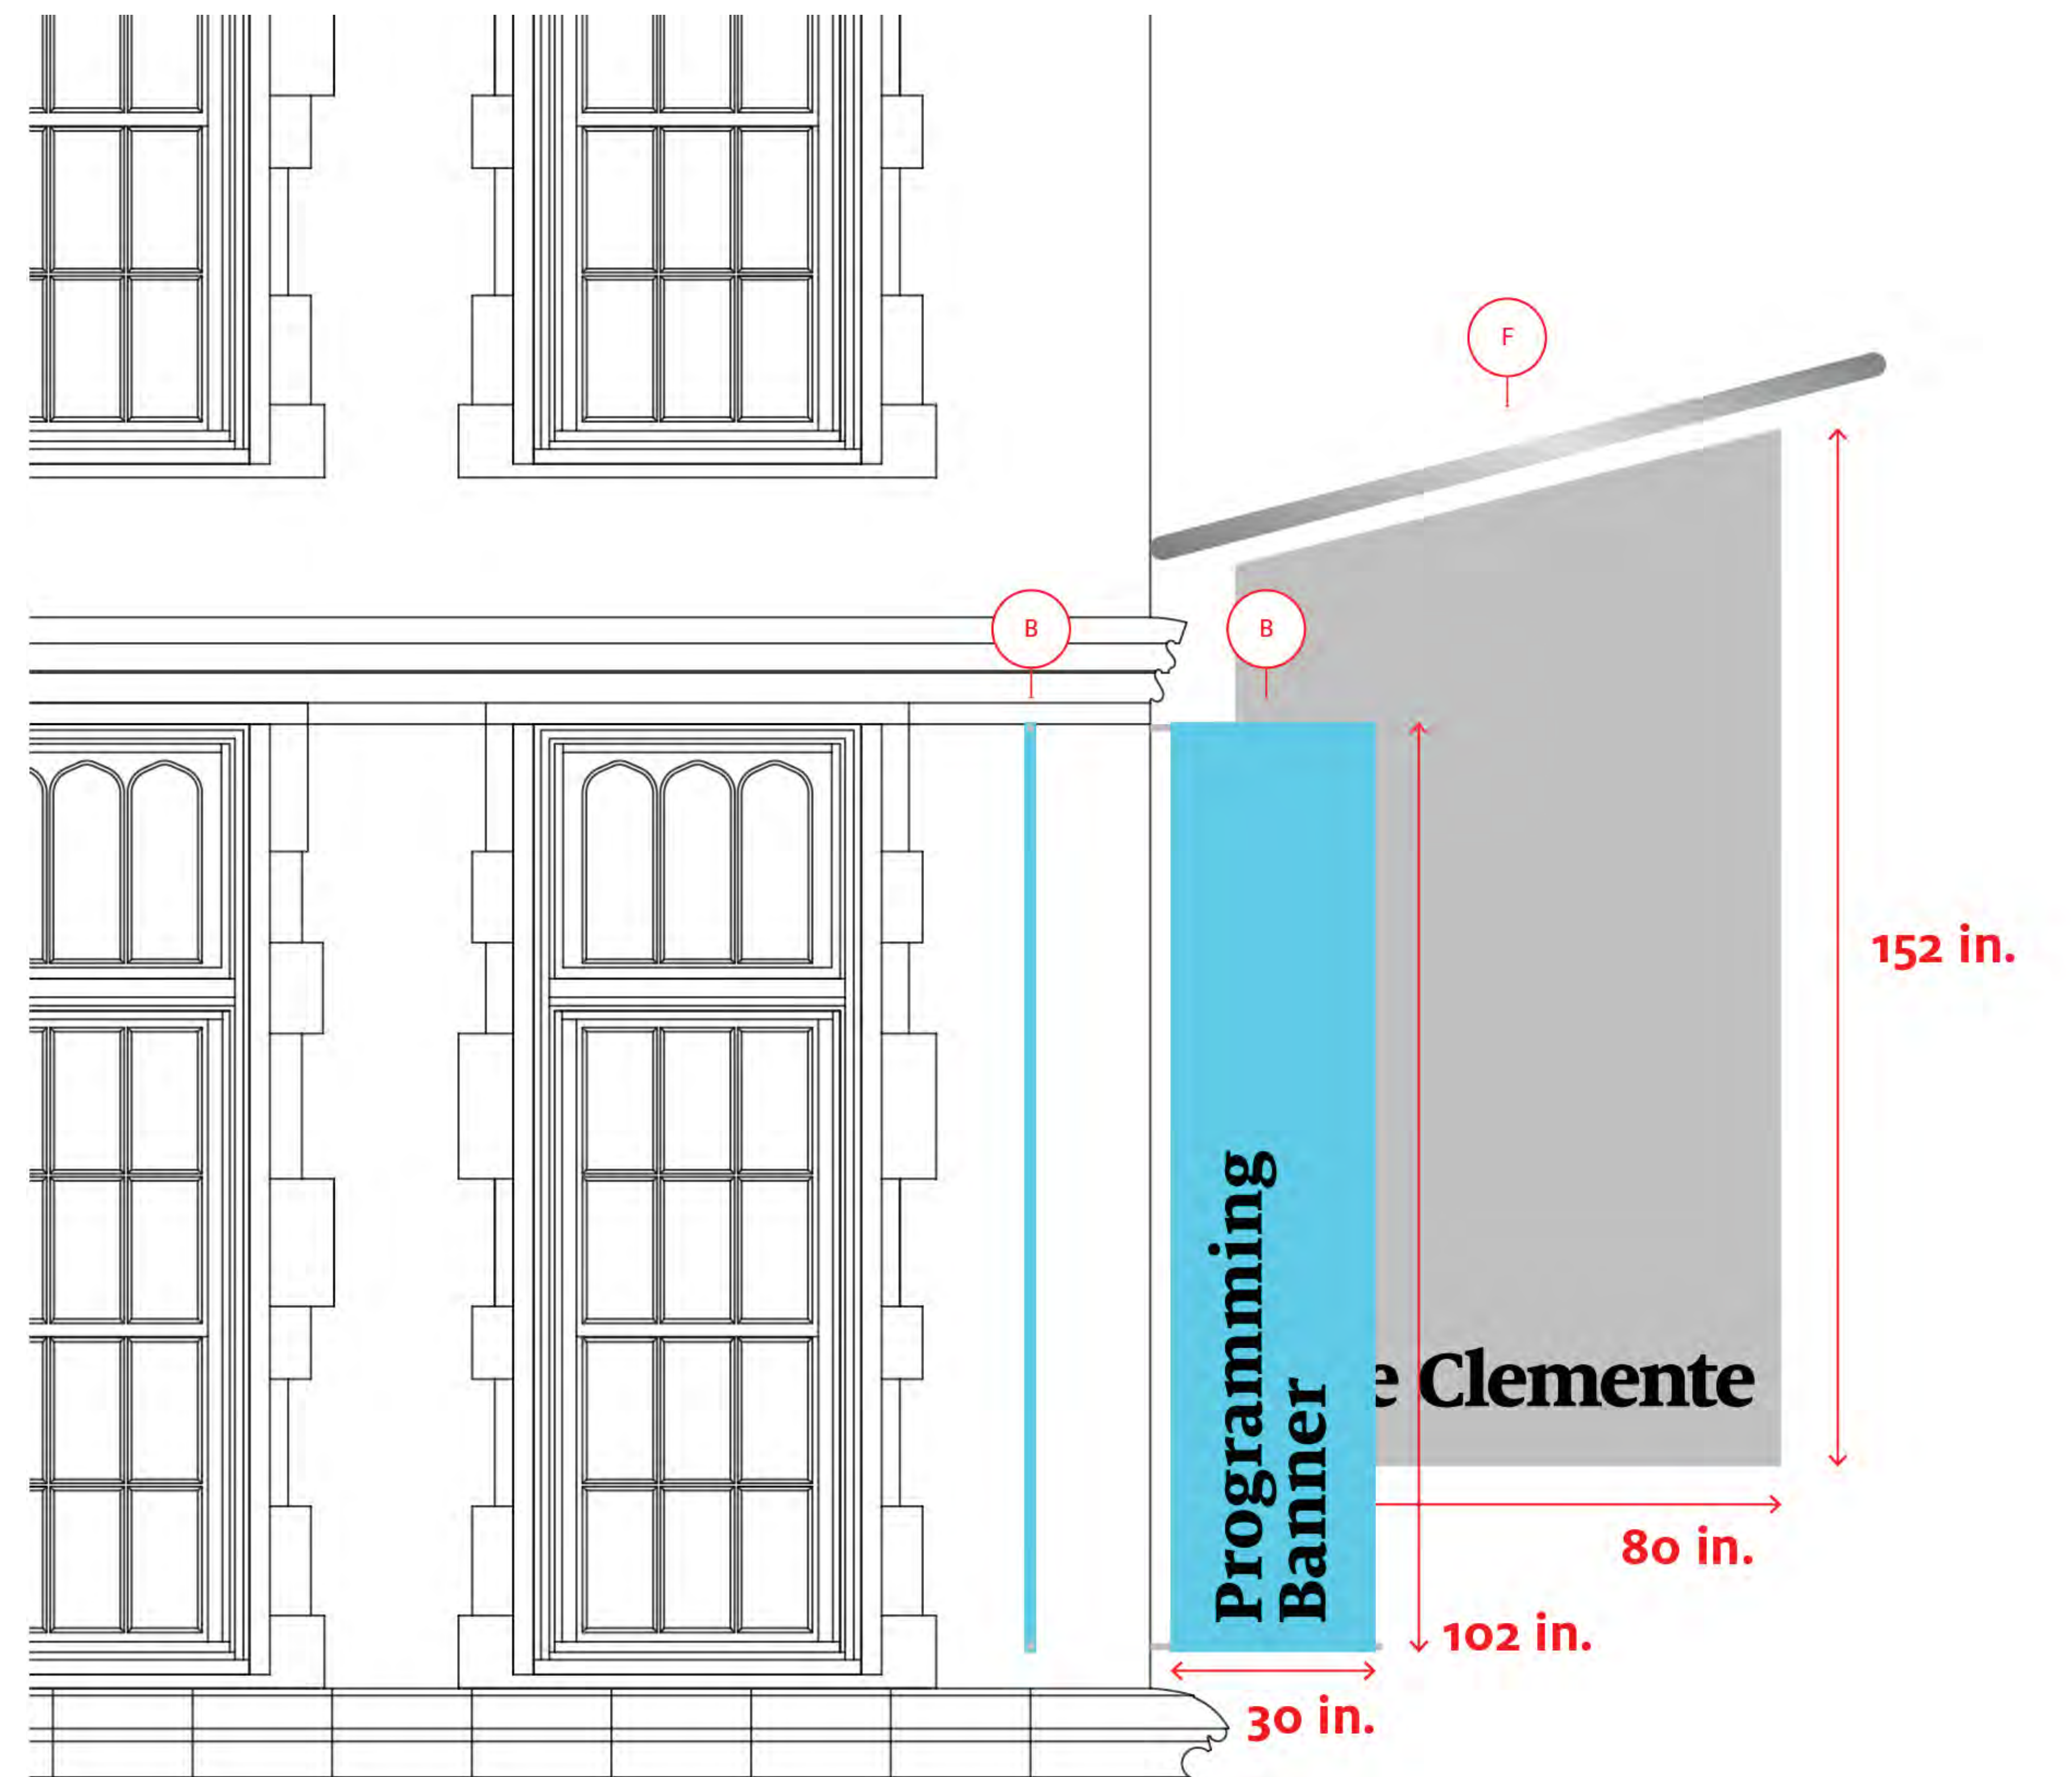 F
B
B
152 in.
Programming
Banner
e Clemente
80 in.
102 in.
30 in.